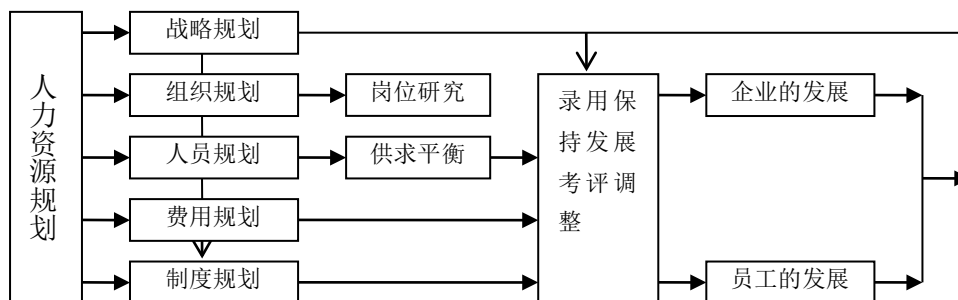 人力资源规划
战略规划
组织规划
岗位研究
人员规划
供求平衡
费用规划
制度规划
录用保
持发展
考评调
整
企业的发展
员工的发展